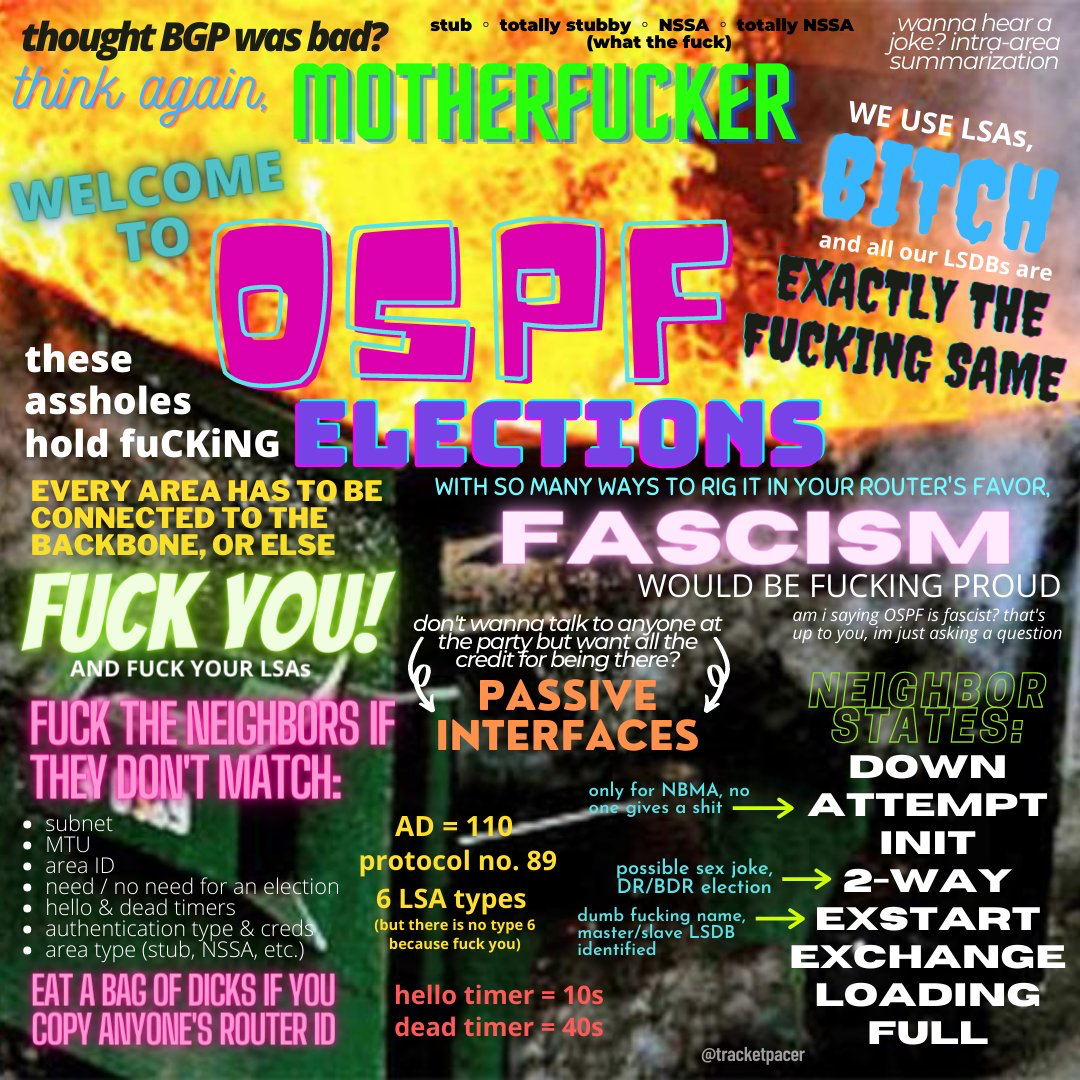 thought BGP was bad?
think again,
MOTHERFUCKER
stub ◦ totally stubby ◦ NSSA ◦ totally NSSA
(what the fuck)
wanna hear a
joke? intra-area
summarization
WE USE LSAs,
BITCH
and all our LSDBs are
EXACTLY THE
FUCKING SAME
WELCOME
TO
OSPF
these
assholes
hold fuCKiNG
ELECTIONS
WITH SO MANY WAYS TO RIG IT IN YOUR ROUTER'S FAVOR,
FASCISM
WOULD BE FUCKING PROUD
am i saying OSPF is fascist? that's
up to you, im just asking a question
EVERY AREA HAS TO BE
CONNECTED TO THE
BACKBONE, OR ELSE
FUCK YOU!
AND FUCK YOUR LSAs
don't wanna talk to anyone at
the party but want all the
credit for being there?
PASSIVE
INTERFACES
FUCK THE NEIGHBORS IF
THEY DON'T MATCH:
• subnet
• MTU
• area ID
• need / no need for an election
• hello & dead timers
• authentication type & creds
• area type (stub, NSSA, etc.)
EAT A BAG OF DICKS IF YOU
COPY ANYONE'S ROUTER ID
AD = 110
protocol no. 89
6 LSA types
(but there is no type 6
because fuck you)
hello timer = 10s
dead timer = 40s
NEIGHBOR
STATES:
DOWN
only for NBMA, no
one gives a shit
ATTEMPT
INIT
possible sex joke,
DR/BDR election
2-WAY
dumb fucking name,
master/slave LSDB
identified
EXSTART
EXCHANGE
LOADING
FULL
@tracketpacer